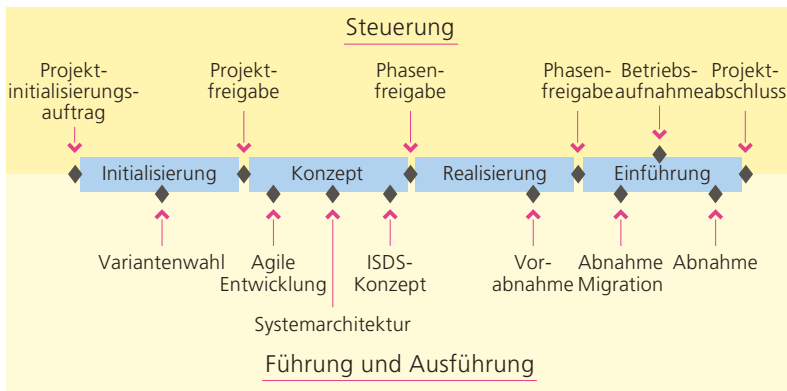 Steuerung
Projekt-
initialisierungs-
auftrag
Projekt-
freigabe
Phasen-
freigabe
Phasen-
freigabe
Betriebs-
aufnahme
Projekt-
abschluss
Initialisierung
Konzept
Realisierung
Einführung
Variantenwahl
Agile
Entwicklung
Systemarchitektur
ISDS-
Konzept
Vor-
abnahme
Abnahme
Migration
Abnahme
Führung und Ausführung